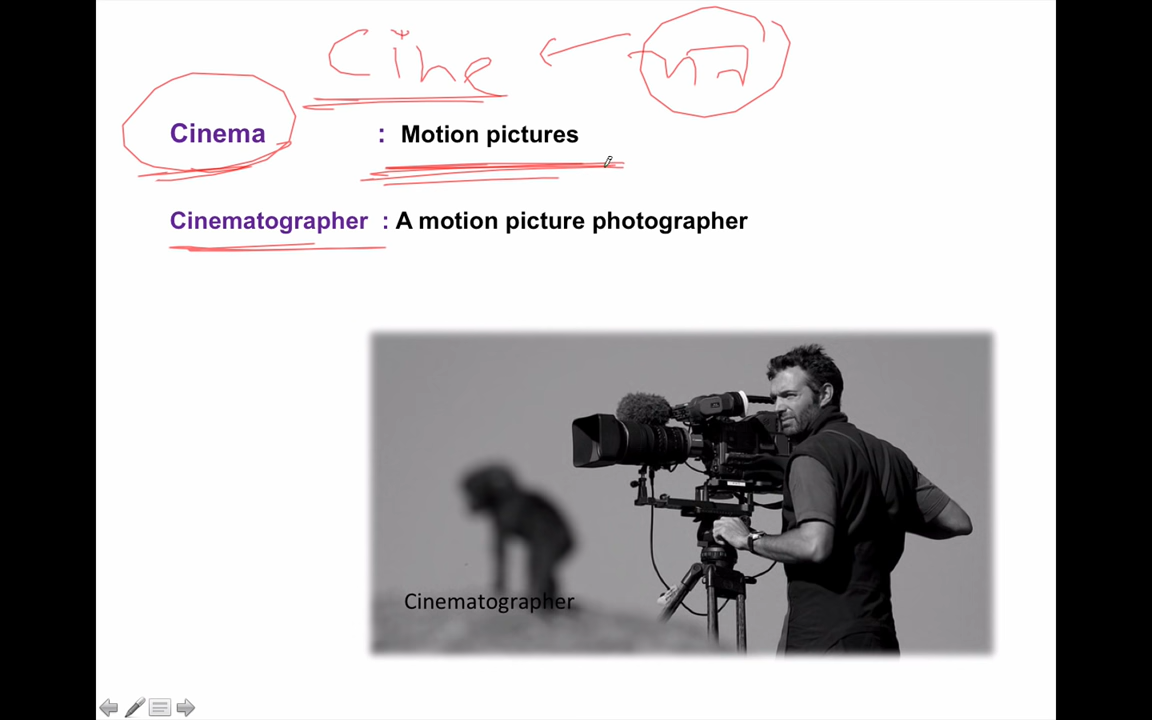 Cine
Cinema : Motion pictures
Cinematographer : A motion picture photographer
Cinematographer